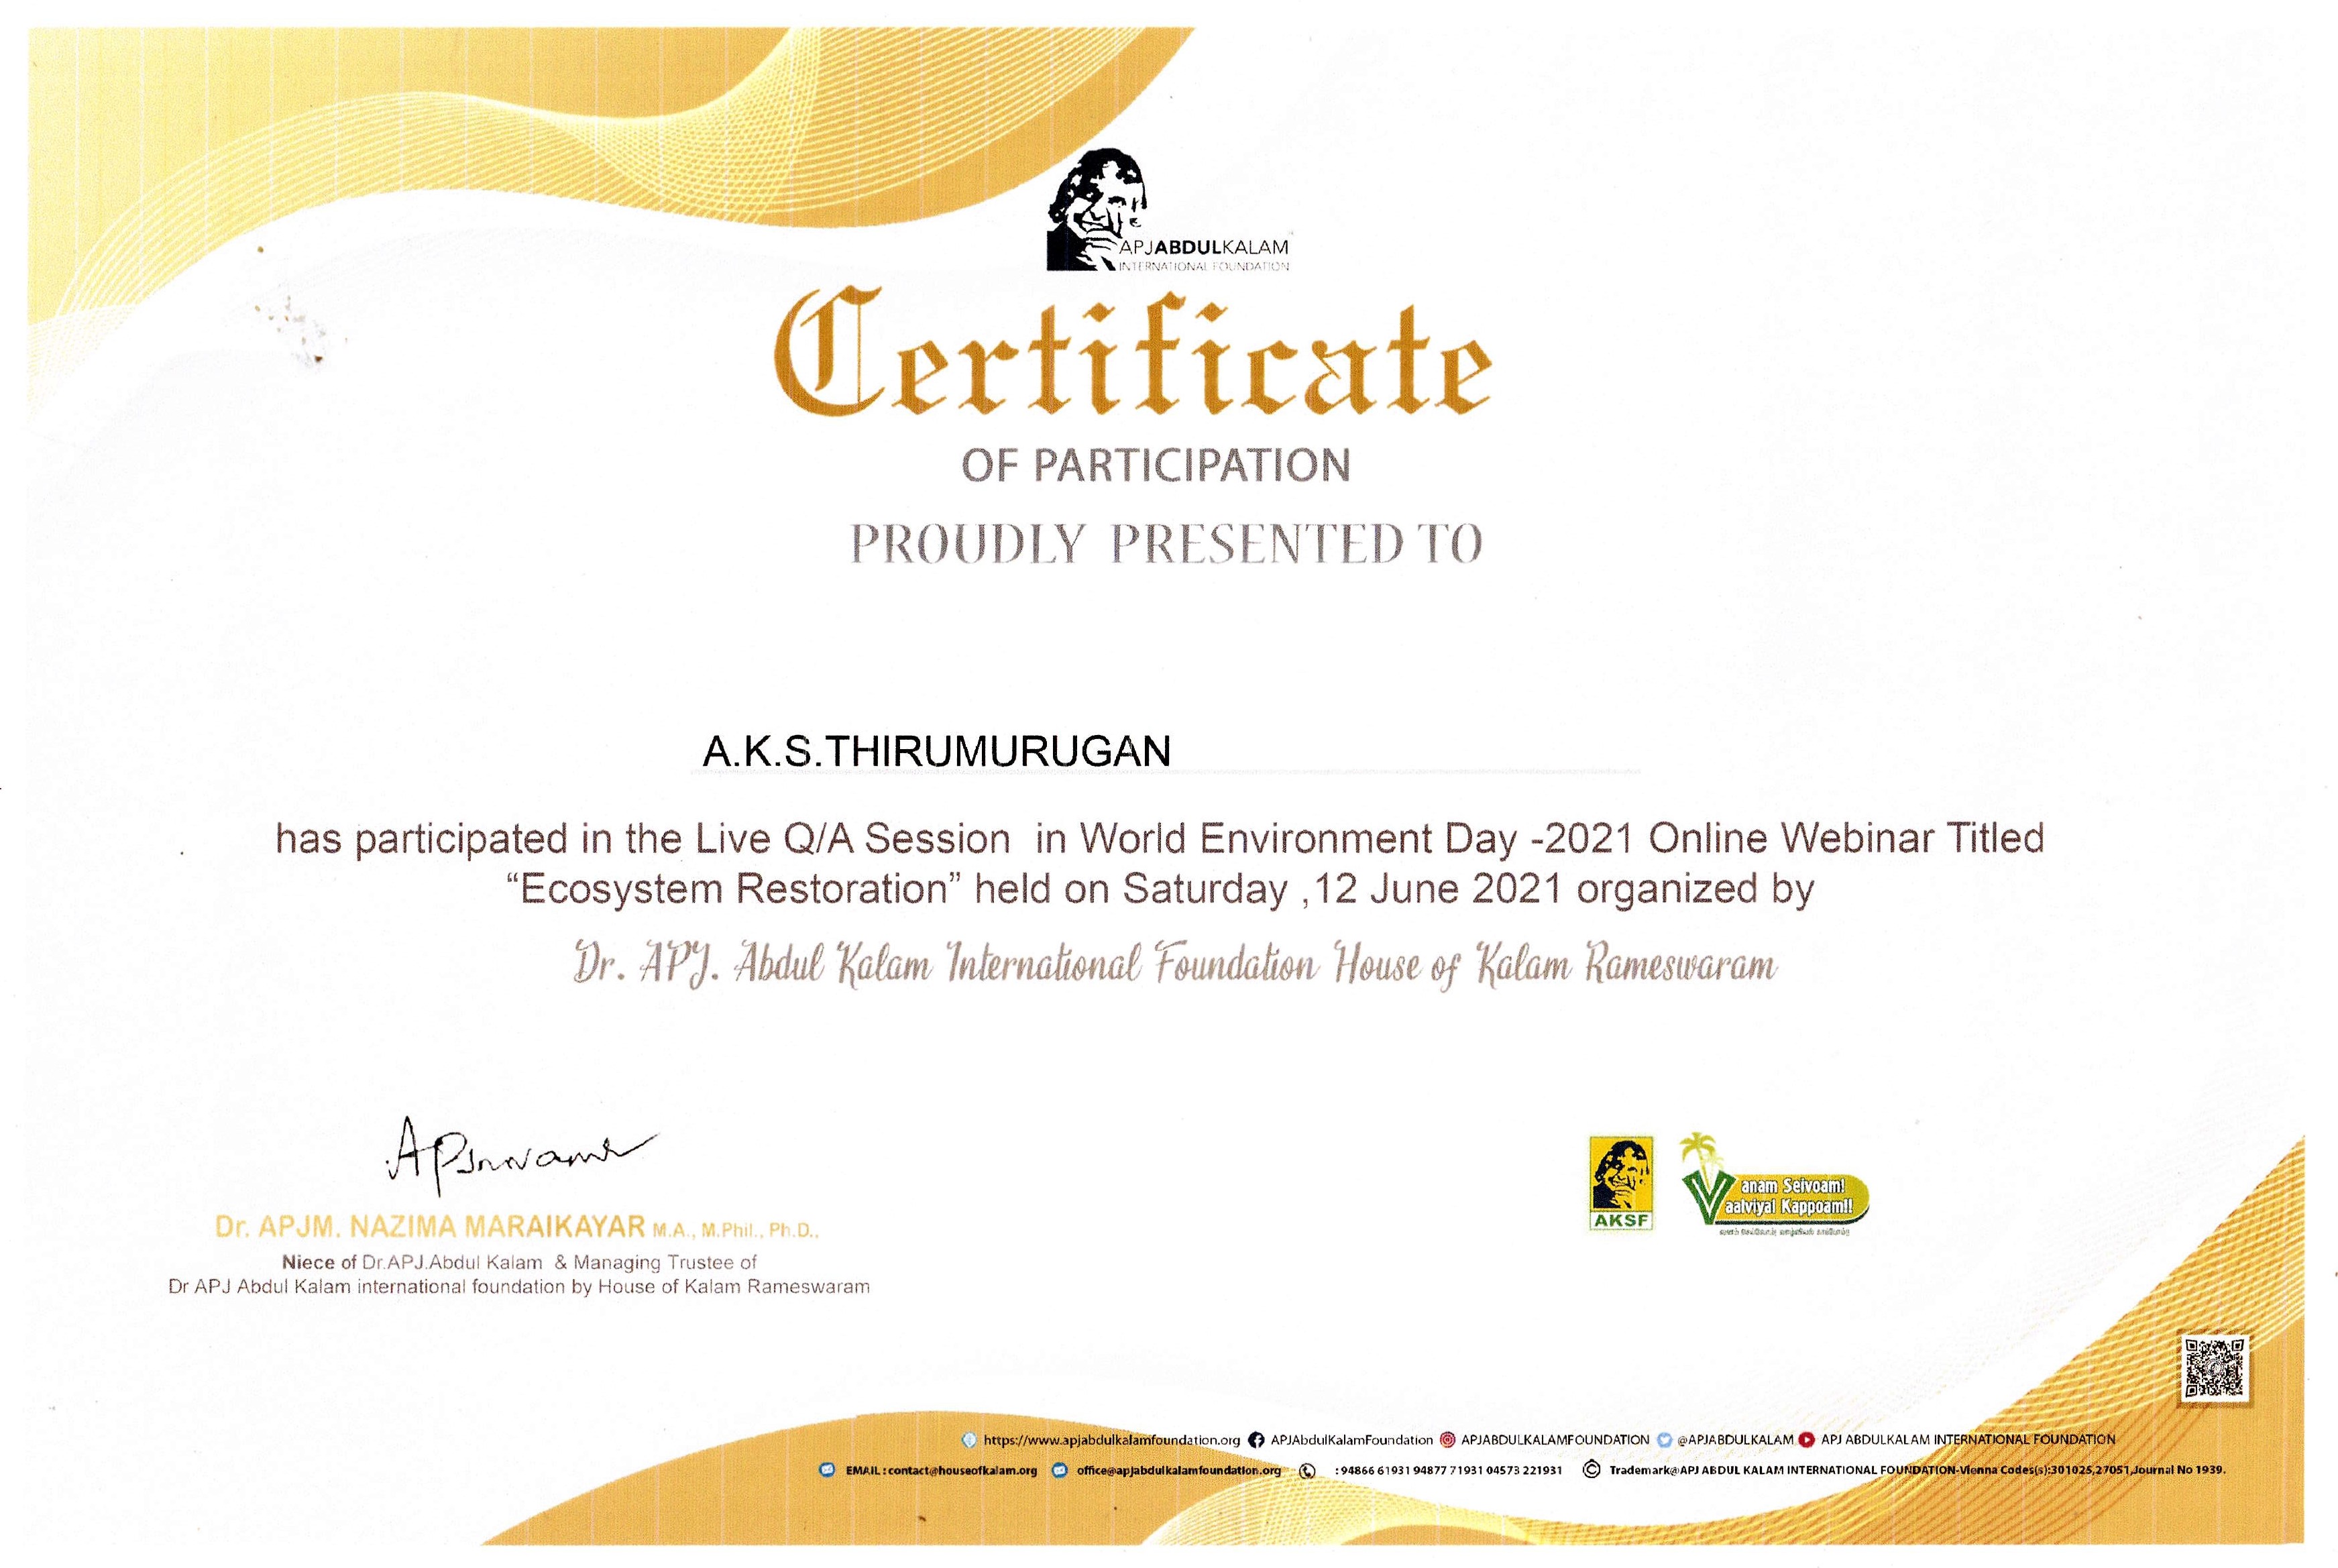 APJABDULKALAM
INTERNATIONAL FOUNDATION
Certificate
OF PARTICIPATION
PROUDLY PRESENTED TO
A.K.S.THIRUMURUGAN
has participated in the Live Q/A Session in World Environment Day -2021 Online Webinar Titled
“Ecosystem Restoration” held on Saturday ,12 June 2021 organized by
Dr. APJ. Abdul Kalam International Foundation House of Kalam Rameswaram
Dr. APJM. NAZIMA MARAIKAYAR M.A., M.Phil., Ph.D.,
Niece of Dr.APJ.Abdul Kalam & Managing Trustee of
Dr APJ Abdul Kalam international foundation by House of Kalam Rameswaram
AKSF
Vanam Seivoam!
Vaalviyal Kappoam!!
https://www.apjabdulkalamfoundation.org APJAbdulKalamFoundation APJABDULKALAMFOUNDATION @APJABDULKALAM APJ ABDULKALAM INTERNATIONAL FOUNDATION
EMAIL : contact@houseofkalam.org office@apjabdulkalamfoundation.org : 94866 61931 94877 71931 04573 221931 © Trademark@APJ ABDUL KALAM INTERNATIONAL FOUNDATION-Vienna Codes(s):301025,27051,Journal No 1939.